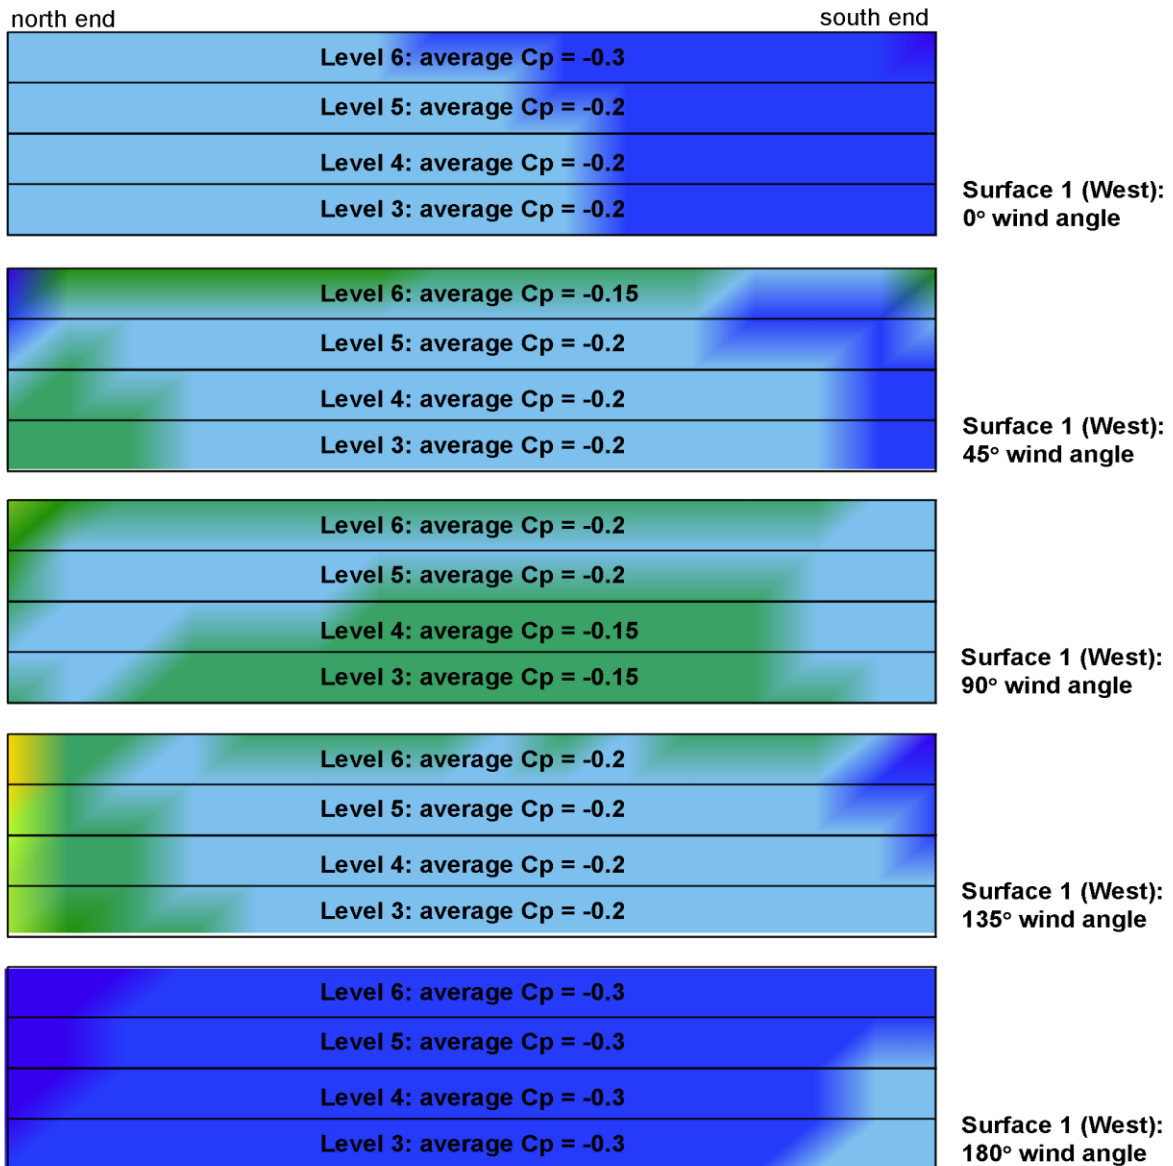 north end
south end
Level 6: average Cp = -0.3
Level 5: average Cp = -0.2
Level 4: average Cp = -0.2
Level 3: average Cp = -0.2
Surface 1 (West):
0° wind angle
Level 6: average Cp = -0.15
Level 5: average Cp = -0.2
Level 4: average Cp = -0.2
Level 3: average Cp = -0.2
Surface 1 (West):
45° wind angle
Level 6: average Cp = -0.2
Level 5: average Cp = -0.2
Level 4: average Cp = -0.15
Level 3: average Cp = -0.15
Surface 1 (West):
90° wind angle
Level 6: average Cp = -0.2
Level 5: average Cp = -0.2
Level 4: average Cp = -0.2
Level 3: average Cp = -0.2
Surface 1 (West):
135° wind angle
Level 6: average Cp = -0.3
Level 5: average Cp = -0.3
Level 4: average Cp = -0.3
Level 3: average Cp = -0.3
Surface 1 (West):
180° wind angle